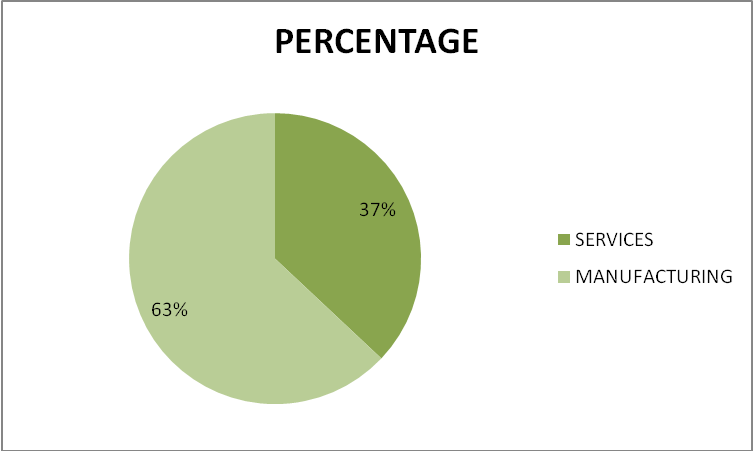 PERCENTAGE
37%
63%
SERVICES
MANUFACTURING